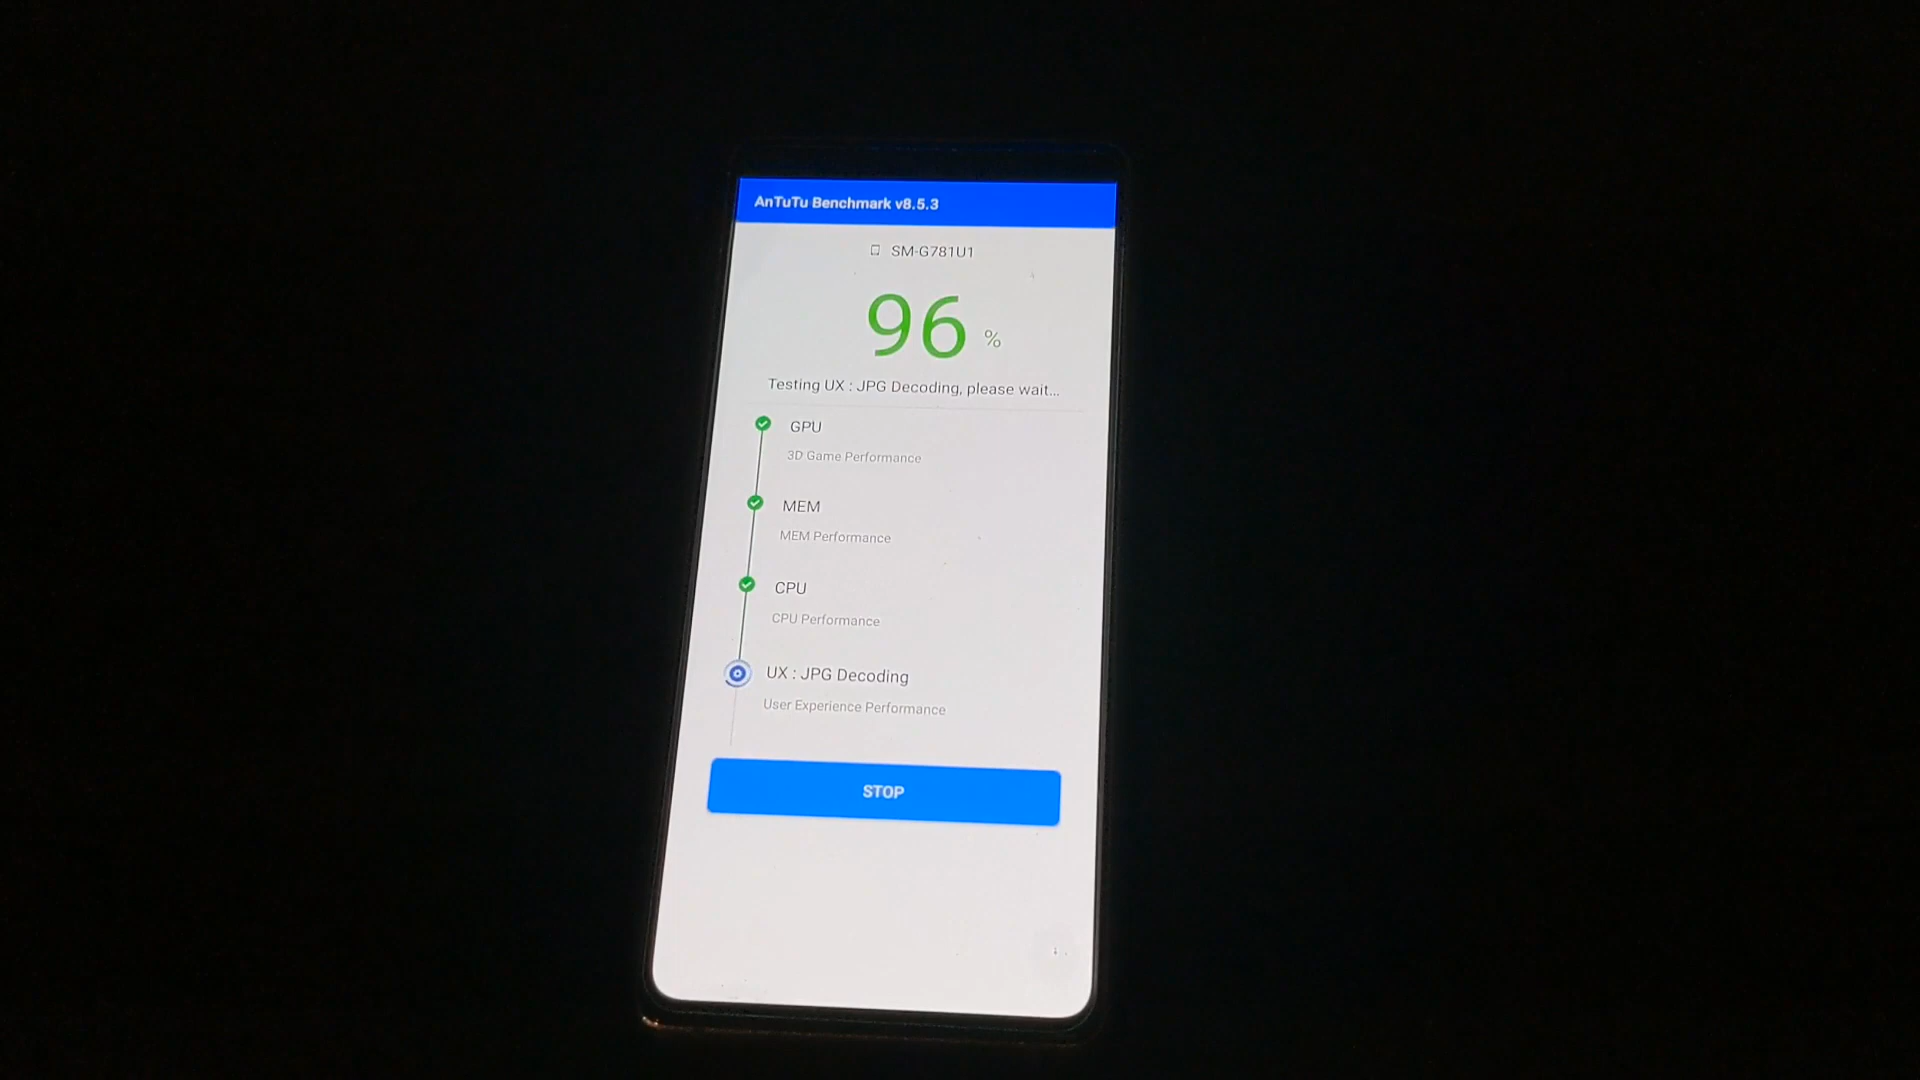 AnTuTu Benchmark v8.5.3
SM-G781U1
96 %
Testing UX : JPG Decoding, please wait...
GPU
3D Game Performance
MEM
MEM Performance
CPU
CPU Performance
UX : JPG Decoding
User Experience Performance
STOP